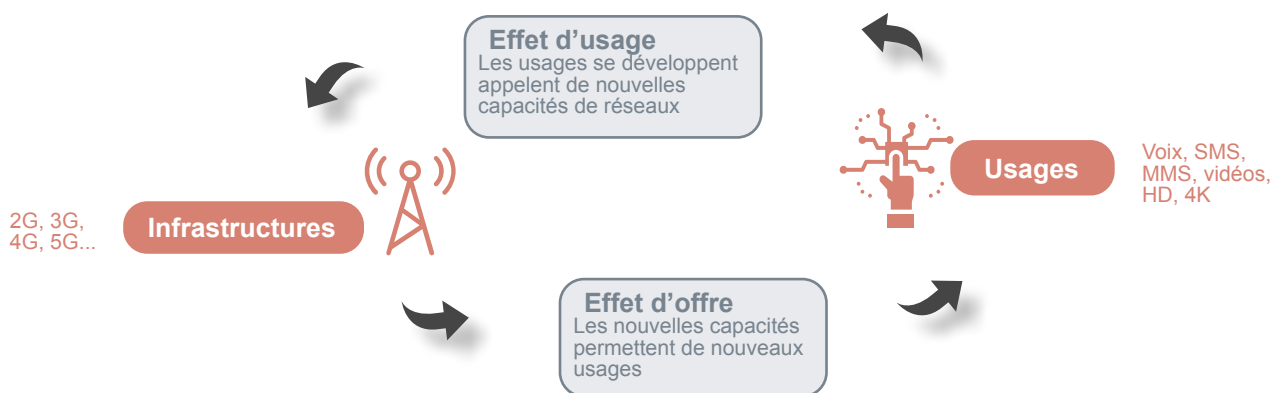 Effet d’usage
Les usages se développent
appelent de nouvelles
capacités de réseaux
Usages
Voix, SMS,
MMS, vidéos,
HD, 4K
2G, 3G,
4G, 5G...
Infrastructures
Effet d’offre
Les nouvelles capacités
permettent de nouveaux
usages